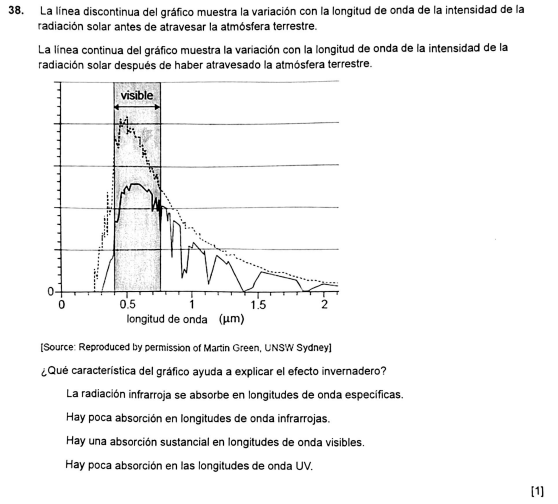 38. La línea discontinua del gráfico muestra la variación con la longitud de onda de la intensidad de la
radiación solar antes de atravesar la atmósfera terrestre.
La línea continua del gráfico muestra la variación con la longitud de onda de la intensidad de la
radiación solar después de haber atravesado la atmósfera terrestre.
visible
0
0 0.5 1 1.5 2
longitud de onda (µm)
[Source: Reproduced by permission of Martin Green, UNSW Sydney]
¿Qué característica del gráfico ayuda a explicar el efecto invernadero?
La radiación infrarroja se absorbe en longitudes de onda específicas.
Hay poca absorción en longitudes de onda infrarrojas.
Hay una absorción sustancial en longitudes de onda visibles.
Hay poca absorción en las longitudes de onda UV.
[1]